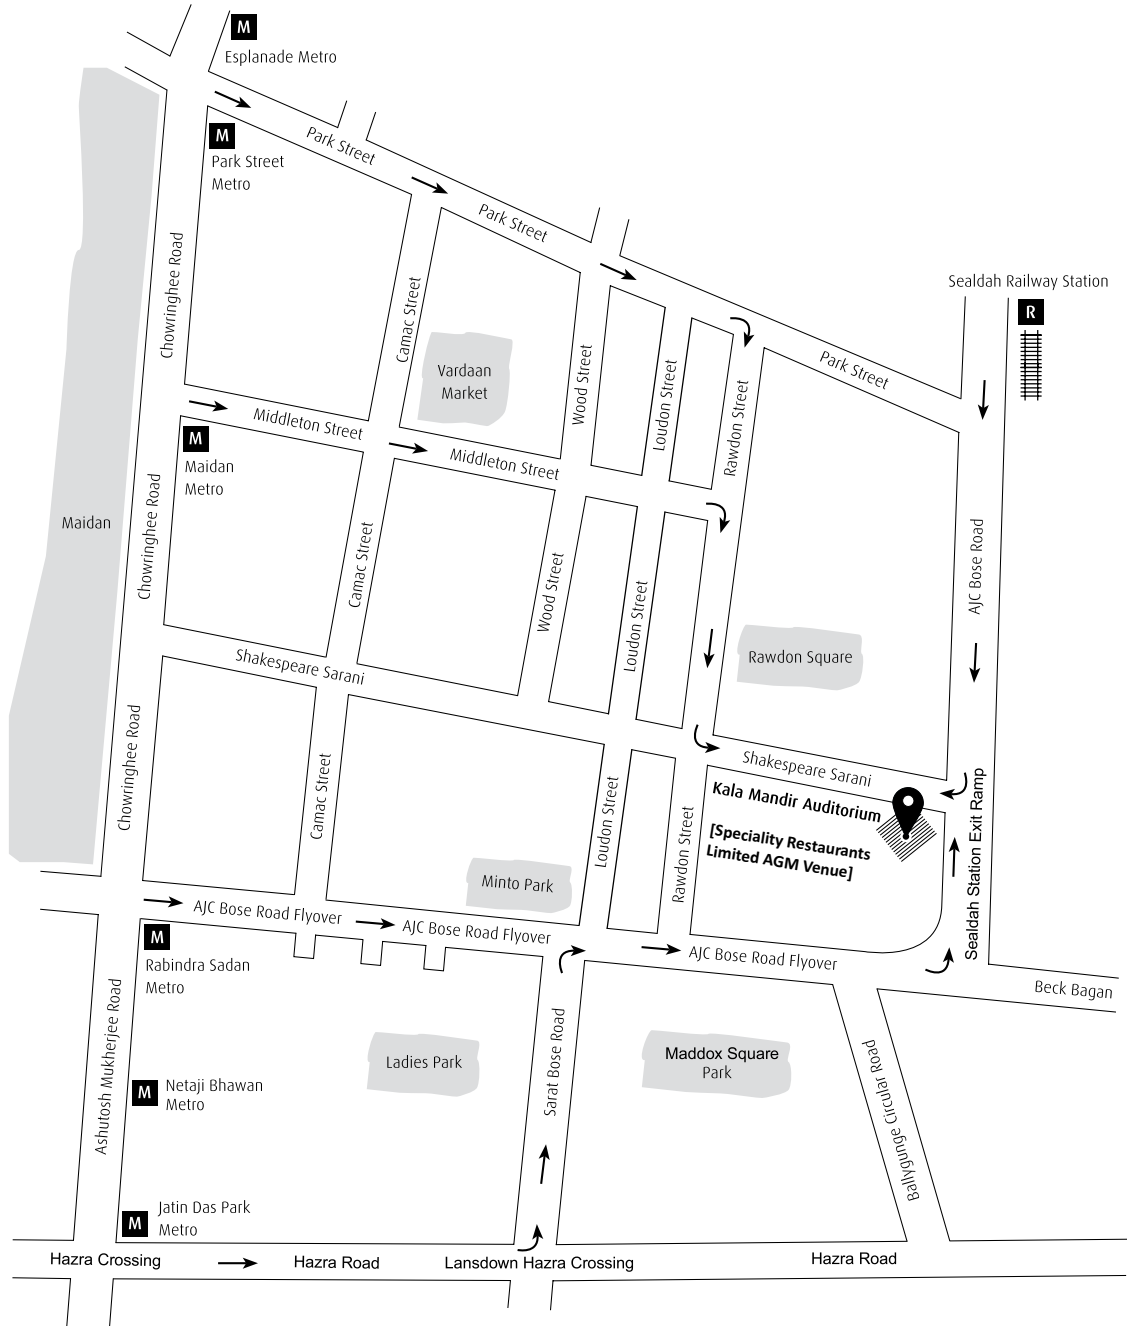 M
Esplanade Metro
Park Street
M
Park Street
Metro
Park Street
Chowringhee Road
Camac Street
Sealdah Railway Station
R
Vardaan
Market
Wood Street
Loudon Street
Rawdon Street
Park Street
Middleton Street
M
Maidan
Metro
Middleton Street
Maidan
Chowringhee Road
Camac Street
Wood Street
Loudon Street
AJC Bose Road
Rawdon Square
Shakespeare Sarani
Chowringhee Road
Camac Street
Loudon Street
Rawdon Street
Shakespeare Sarani
Kala Mandir Auditorium
[Speciality Restaurants
Limited AGM Venue]
Sealdah Station Exit Ramp
Minto Park
AJC Bose Road Flyover
AJC Bose Road Flyover
AJC Bose Road Flyover
M
Rabindra Sadan
Metro
Beck Bagan
Ashutosh Mukherjee Road
Sarat Bose Road
Ladies Park
Maddox Square
Park
Ballygunge Circular Road
M
Netaji Bhawan
Metro
M
Jatin Das Park
Metro
Hazra Crossing
Hazra Road
Lansdown Hazra Crossing
Hazra Road